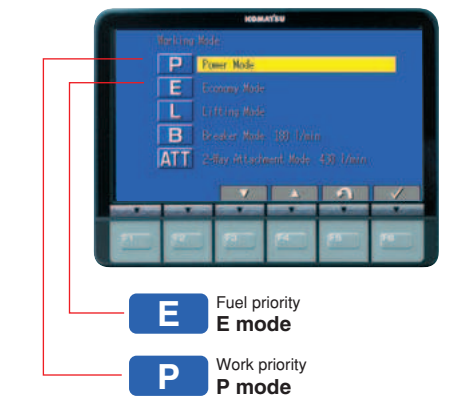 KOMATSU
Working Mode
P Power Mode
E Economy Mode
L Lifting Mode
B Breaker Mode 180 l/min
ATT 2-Way Attachment Mode 430 l/min
F1 F2 F3 F4 F5 F6
E Fuel priority
E mode
P Work priority
P mode